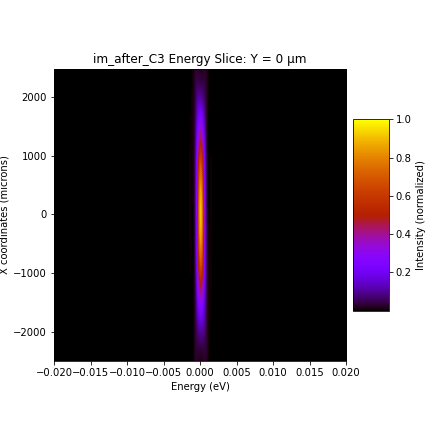 im_after_C3 Energy Slice: Y = 0 µm
2000
1000
0
−1000
−2000
X coordinates (microns)
−0.020 −0.015 −0.010 −0.005 0.000 0.005 0.010 0.015 0.020
Energy (eV)
1.0
0.8
0.6
0.4
0.2
Intensity (normalized)